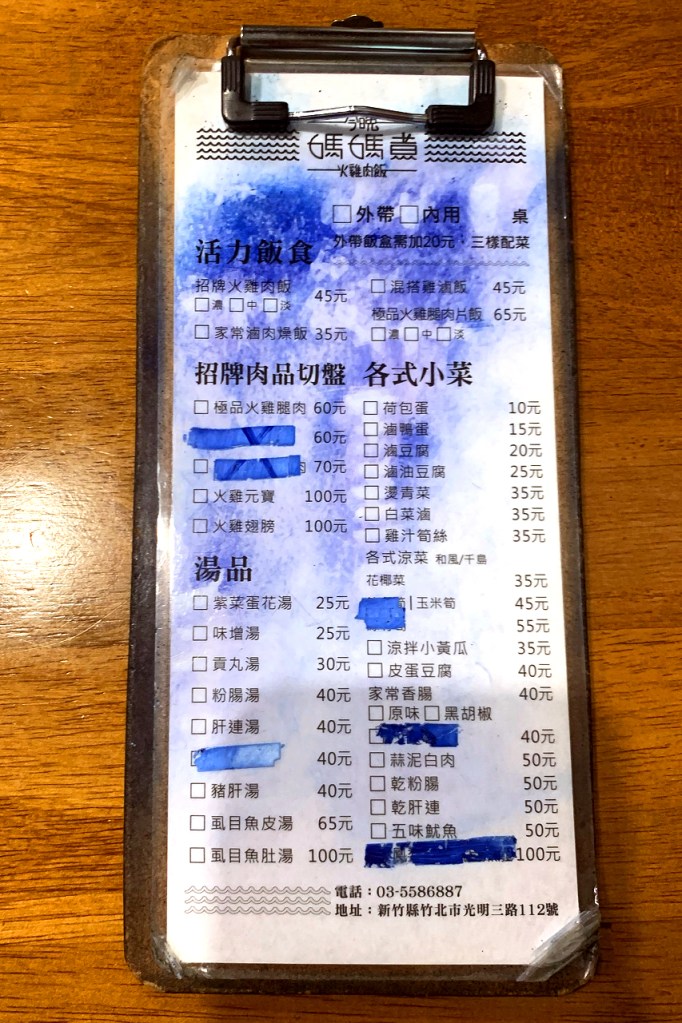 今晚
媽媽煮
火雞肉飯
□外帶□內用 桌
外帶飯盒需加20元，三樣配菜
活力飯食
招牌火雞肉飯 45元
□濃 □中 □淡
□家常滷肉燥飯 35元
□混搭雞滷飯 45元
極品火雞腿肉片飯 65元
□濃□中□淡
招牌肉品切盤
□極品火雞腿肉 60元
60元
□ 肉 70元
□火雞元寶 100元
□火雞翅膀 100元
湯品
□紫菜蛋花湯 25元
□味增湯 25元
□貢丸湯 30元
□粉腸湯 40元
□肝連湯 40元
40元
□豬肝湯 40元
□虱目魚皮湯 65元
□虱目魚肚湯 100元
各式小菜
□荷包蛋 10元
□滷鴨蛋 15元
□滷豆腐 20元
□滷油豆腐 25元
□燙青菜 35元
□白菜滷 35元
□雞汁筍絲 35元
各式涼菜 和風/千島
花椰菜 35元
筍|玉米筍 45元
55元
□涼拌小黃瓜 35元
□皮蛋豆腐 40元
家常香腸 40元
□原味□黑胡椒
40元
□蒜泥白肉 50元
□乾粉腸 50元
□乾肝連 50元
□五味魷魚 50元
100元
電話：03-5586887
地址：新竹縣竹北市光明三路112號